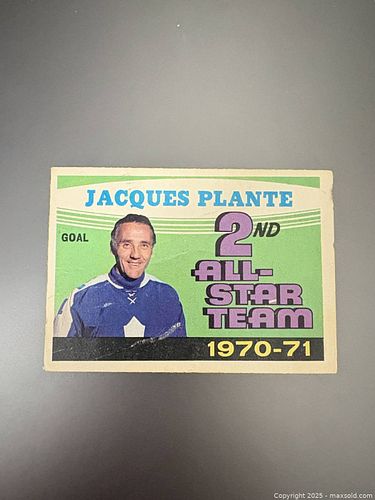 JACQUES PLANTE
GOAL
2ND
ALL-
STAR
TEAM
1970-71
Copyright © 2025 - maxsold.com